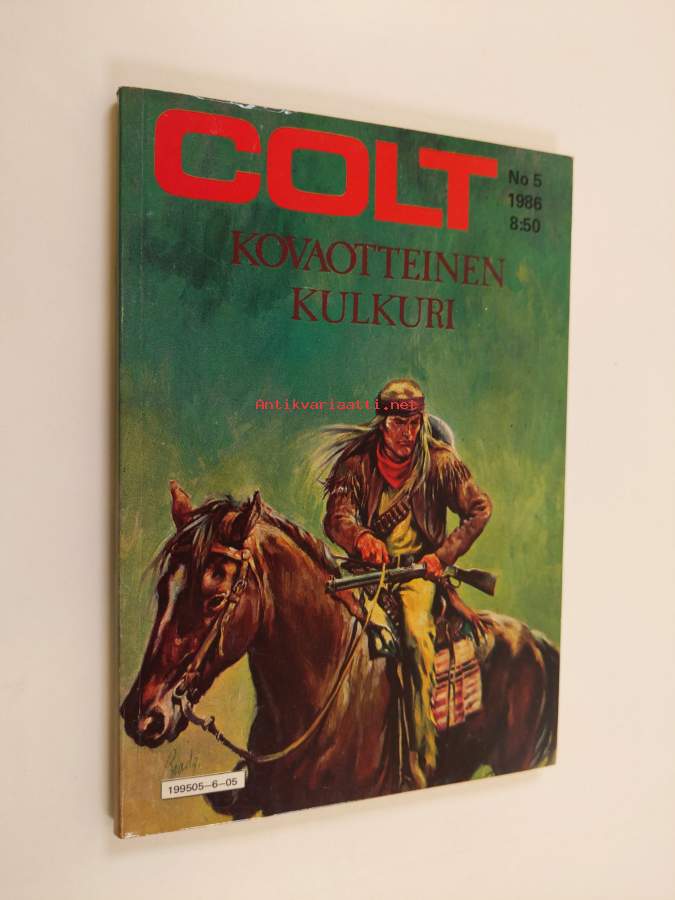 COLT
No 5
1986
8:50
KOVAOTTEINEN
KULKURI
Antikvariaatti.net
199505-6-05